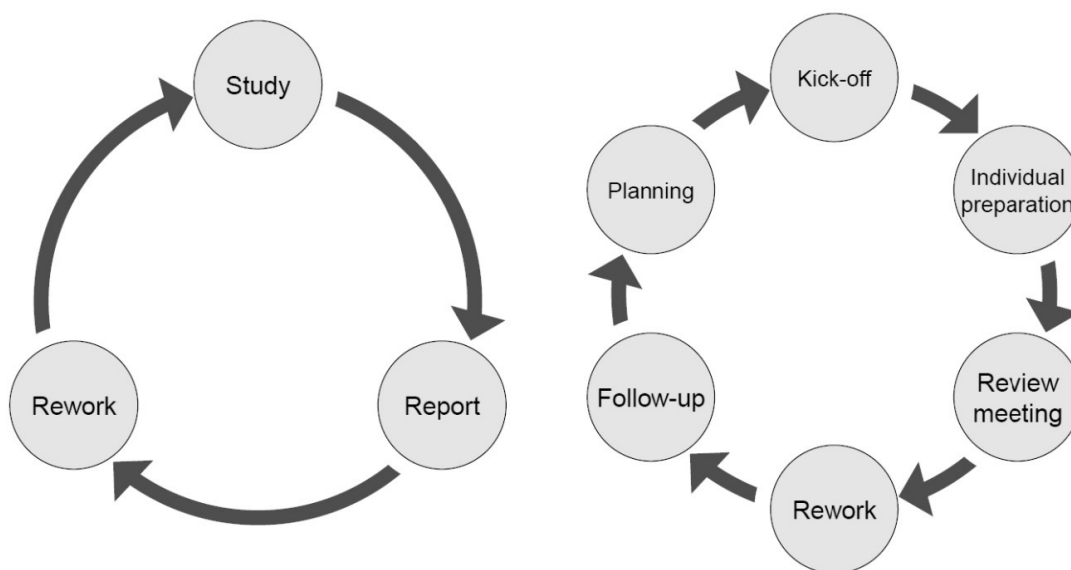 Study
Report
Rework
Kick-off
Individual
preparation
Review
meeting
Rework
Follow-up
Planning